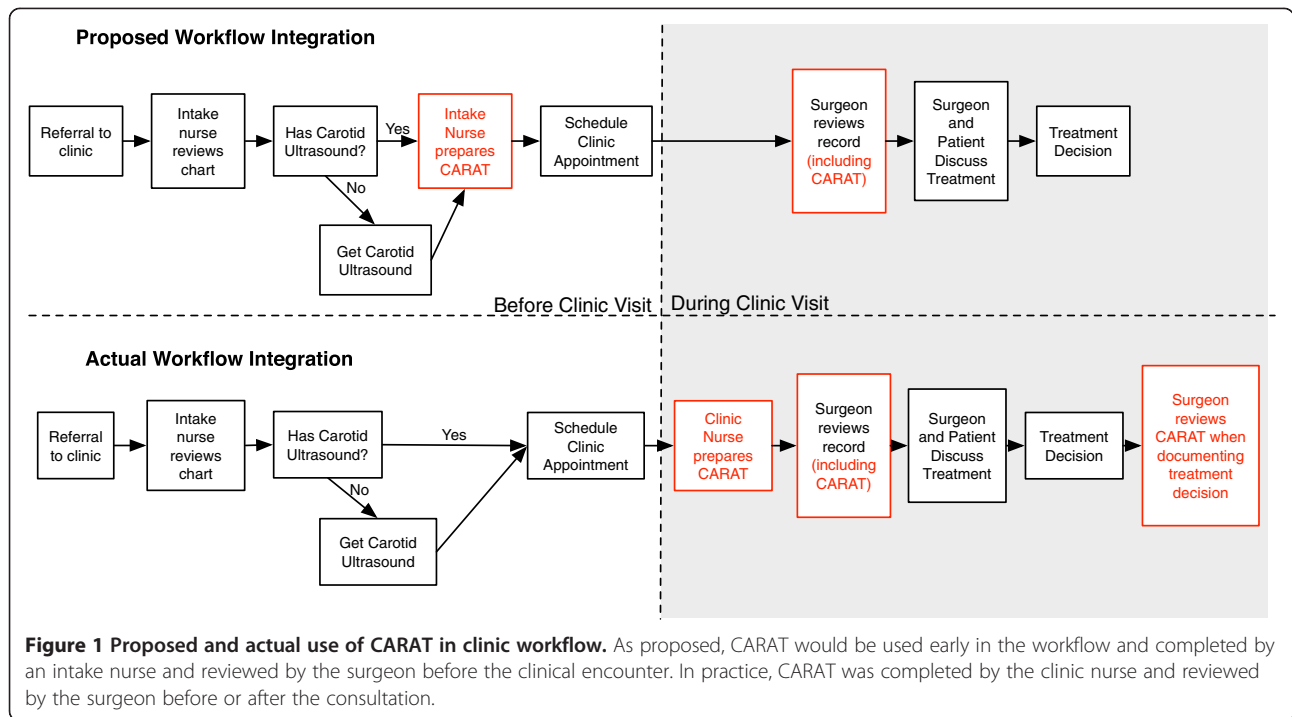 Proposed Workflow Integration
Referral to
clinic
Intake
nurse
reviews
chart
Has Carotid
Ultrasound?
Yes
No
Get Carotid
Ultrasound
Intake
Nurse
prepares
CARAT
Schedule
Clinic
Appointment
Surgeon
reviews
record
(including
CARAT)
Surgeon
and
Patient
Discuss
Treatment
Treatment
Decision
Before Clinic Visit
During Clinic Visit
Actual Workflow Integration
Referral
to clinic
Intake
nurse
reviews
chart
Has Carotid
Ultrasound?
Yes
No
Get Carotid
Ultrasound
Schedule
Clinic
Appointment
Clinic
Nurse
prepares
CARAT
Surgeon
reviews
record
(including
CARAT)
Surgeon
and Patient
Discuss
Treatment
Treatment
Decision
Surgeon
reviews
CARAT when
documenting
treatment
decision
Figure 1 Proposed and actual use of CARAT in clinic workflow. As proposed, CARAT would be used early in the workflow and completed by
an intake nurse and reviewed by the surgeon before the clinical encounter. In practice, CARAT was completed by the clinic nurse and reviewed
by the surgeon before or after the consultation.